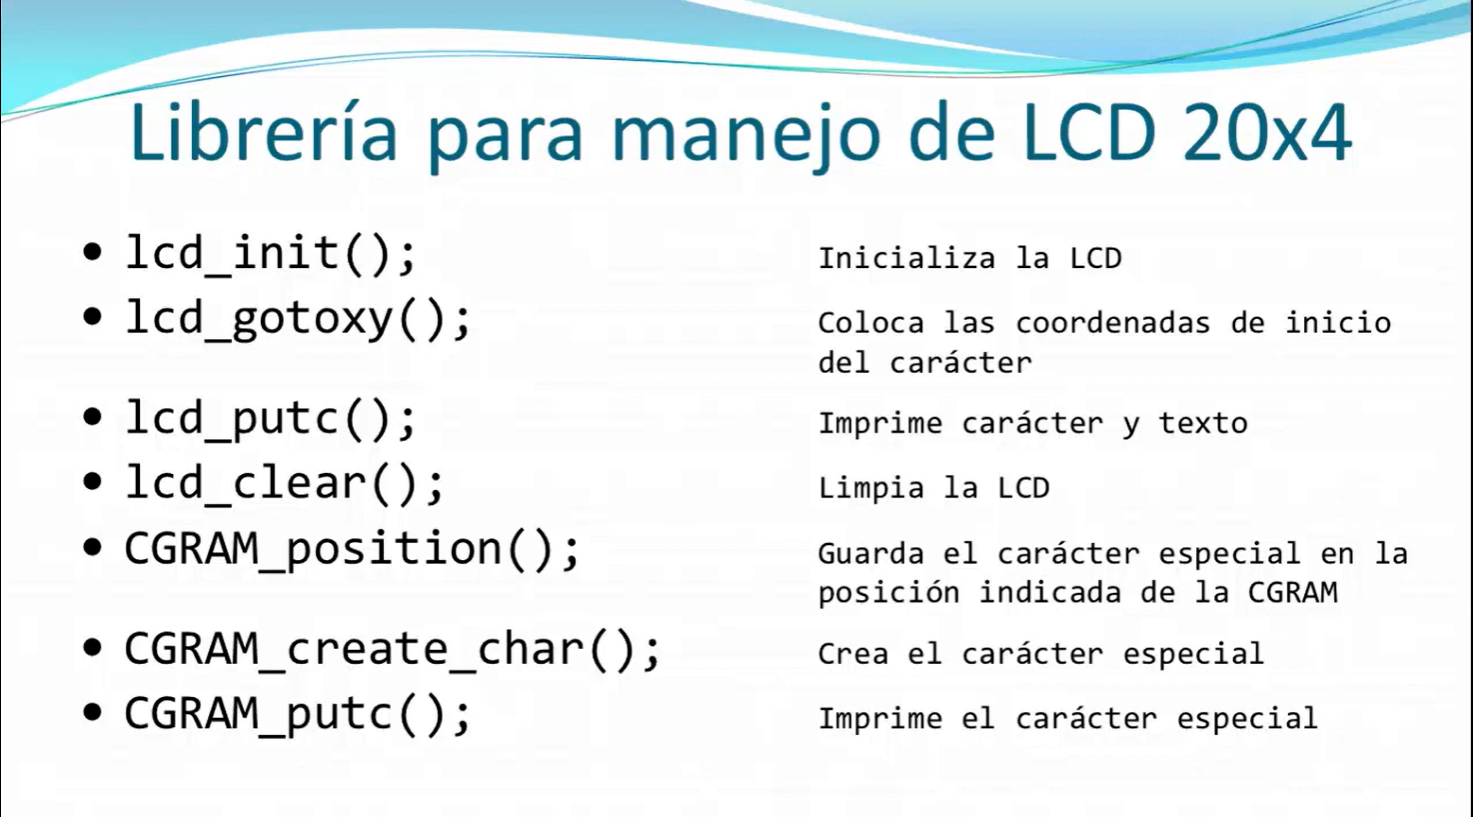 Librería para manejo de LCD 20x4
• lcd_init(); Inicializa la LCD
• lcd_gotoxy(); Coloca las coordenadas de inicio
del carácter
• lcd_putc(); Imprime carácter y texto
• lcd_clear(); Limpia la LCD
• CGRAM_position(); Guarda el carácter especial en la
posición indicada de la CGRAM
• CGRAM_create_char(); Crea el carácter especial
• CGRAM_putc(); Imprime el carácter especial